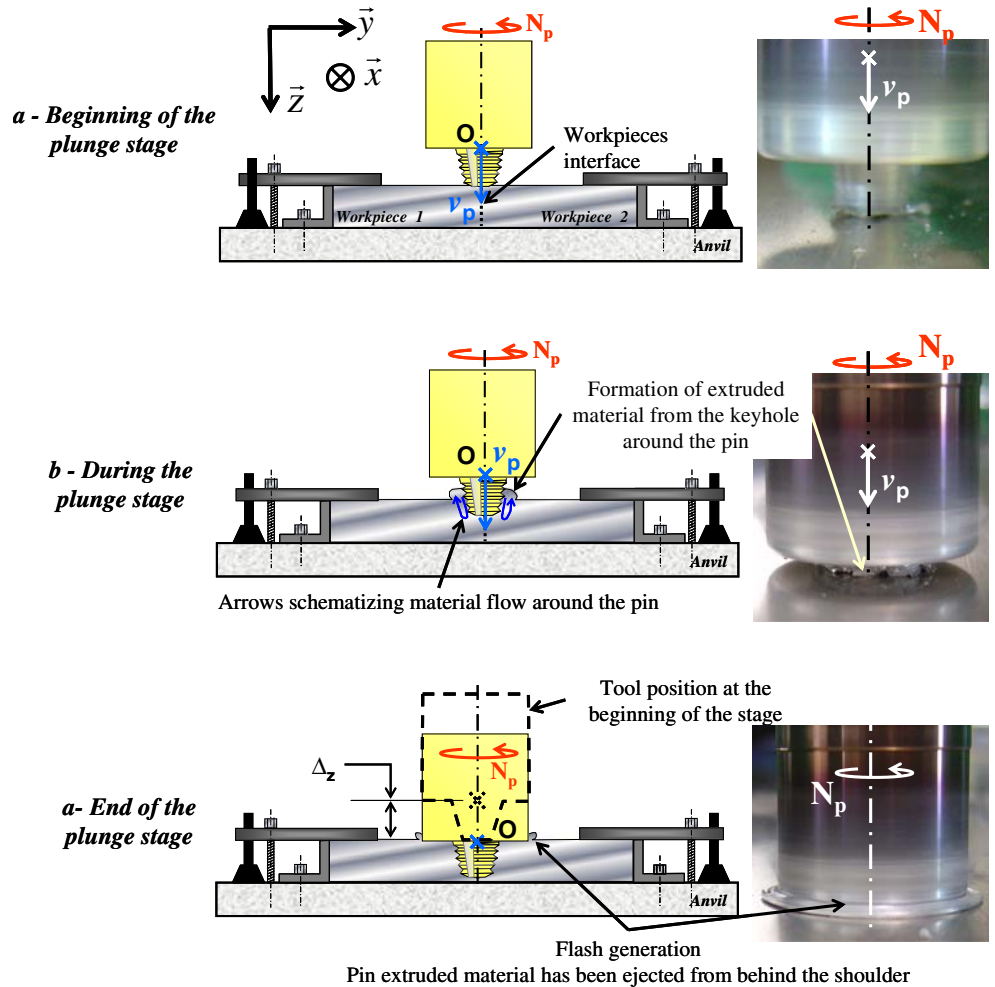 y⃗
N_p
N_p
x⃗
z⃗
v_p
a - Beginning of the
plunge stage
O
Workpieces
interface
v_p
Workpiece 1
Workpiece 2
Anvil
N_p
N_p
Formation of extruded
material from the keyhole
around the pin
b - During the
plunge stage
O
v_p
v_p
Anvil
Arrows schematizing material flow around the pin
Tool position at the
beginning of the stage
Δz
N_p
N_p
a- End of the
plunge stage
O
Anvil
Flash generation
Pin extruded material has been ejected from behind the shoulder